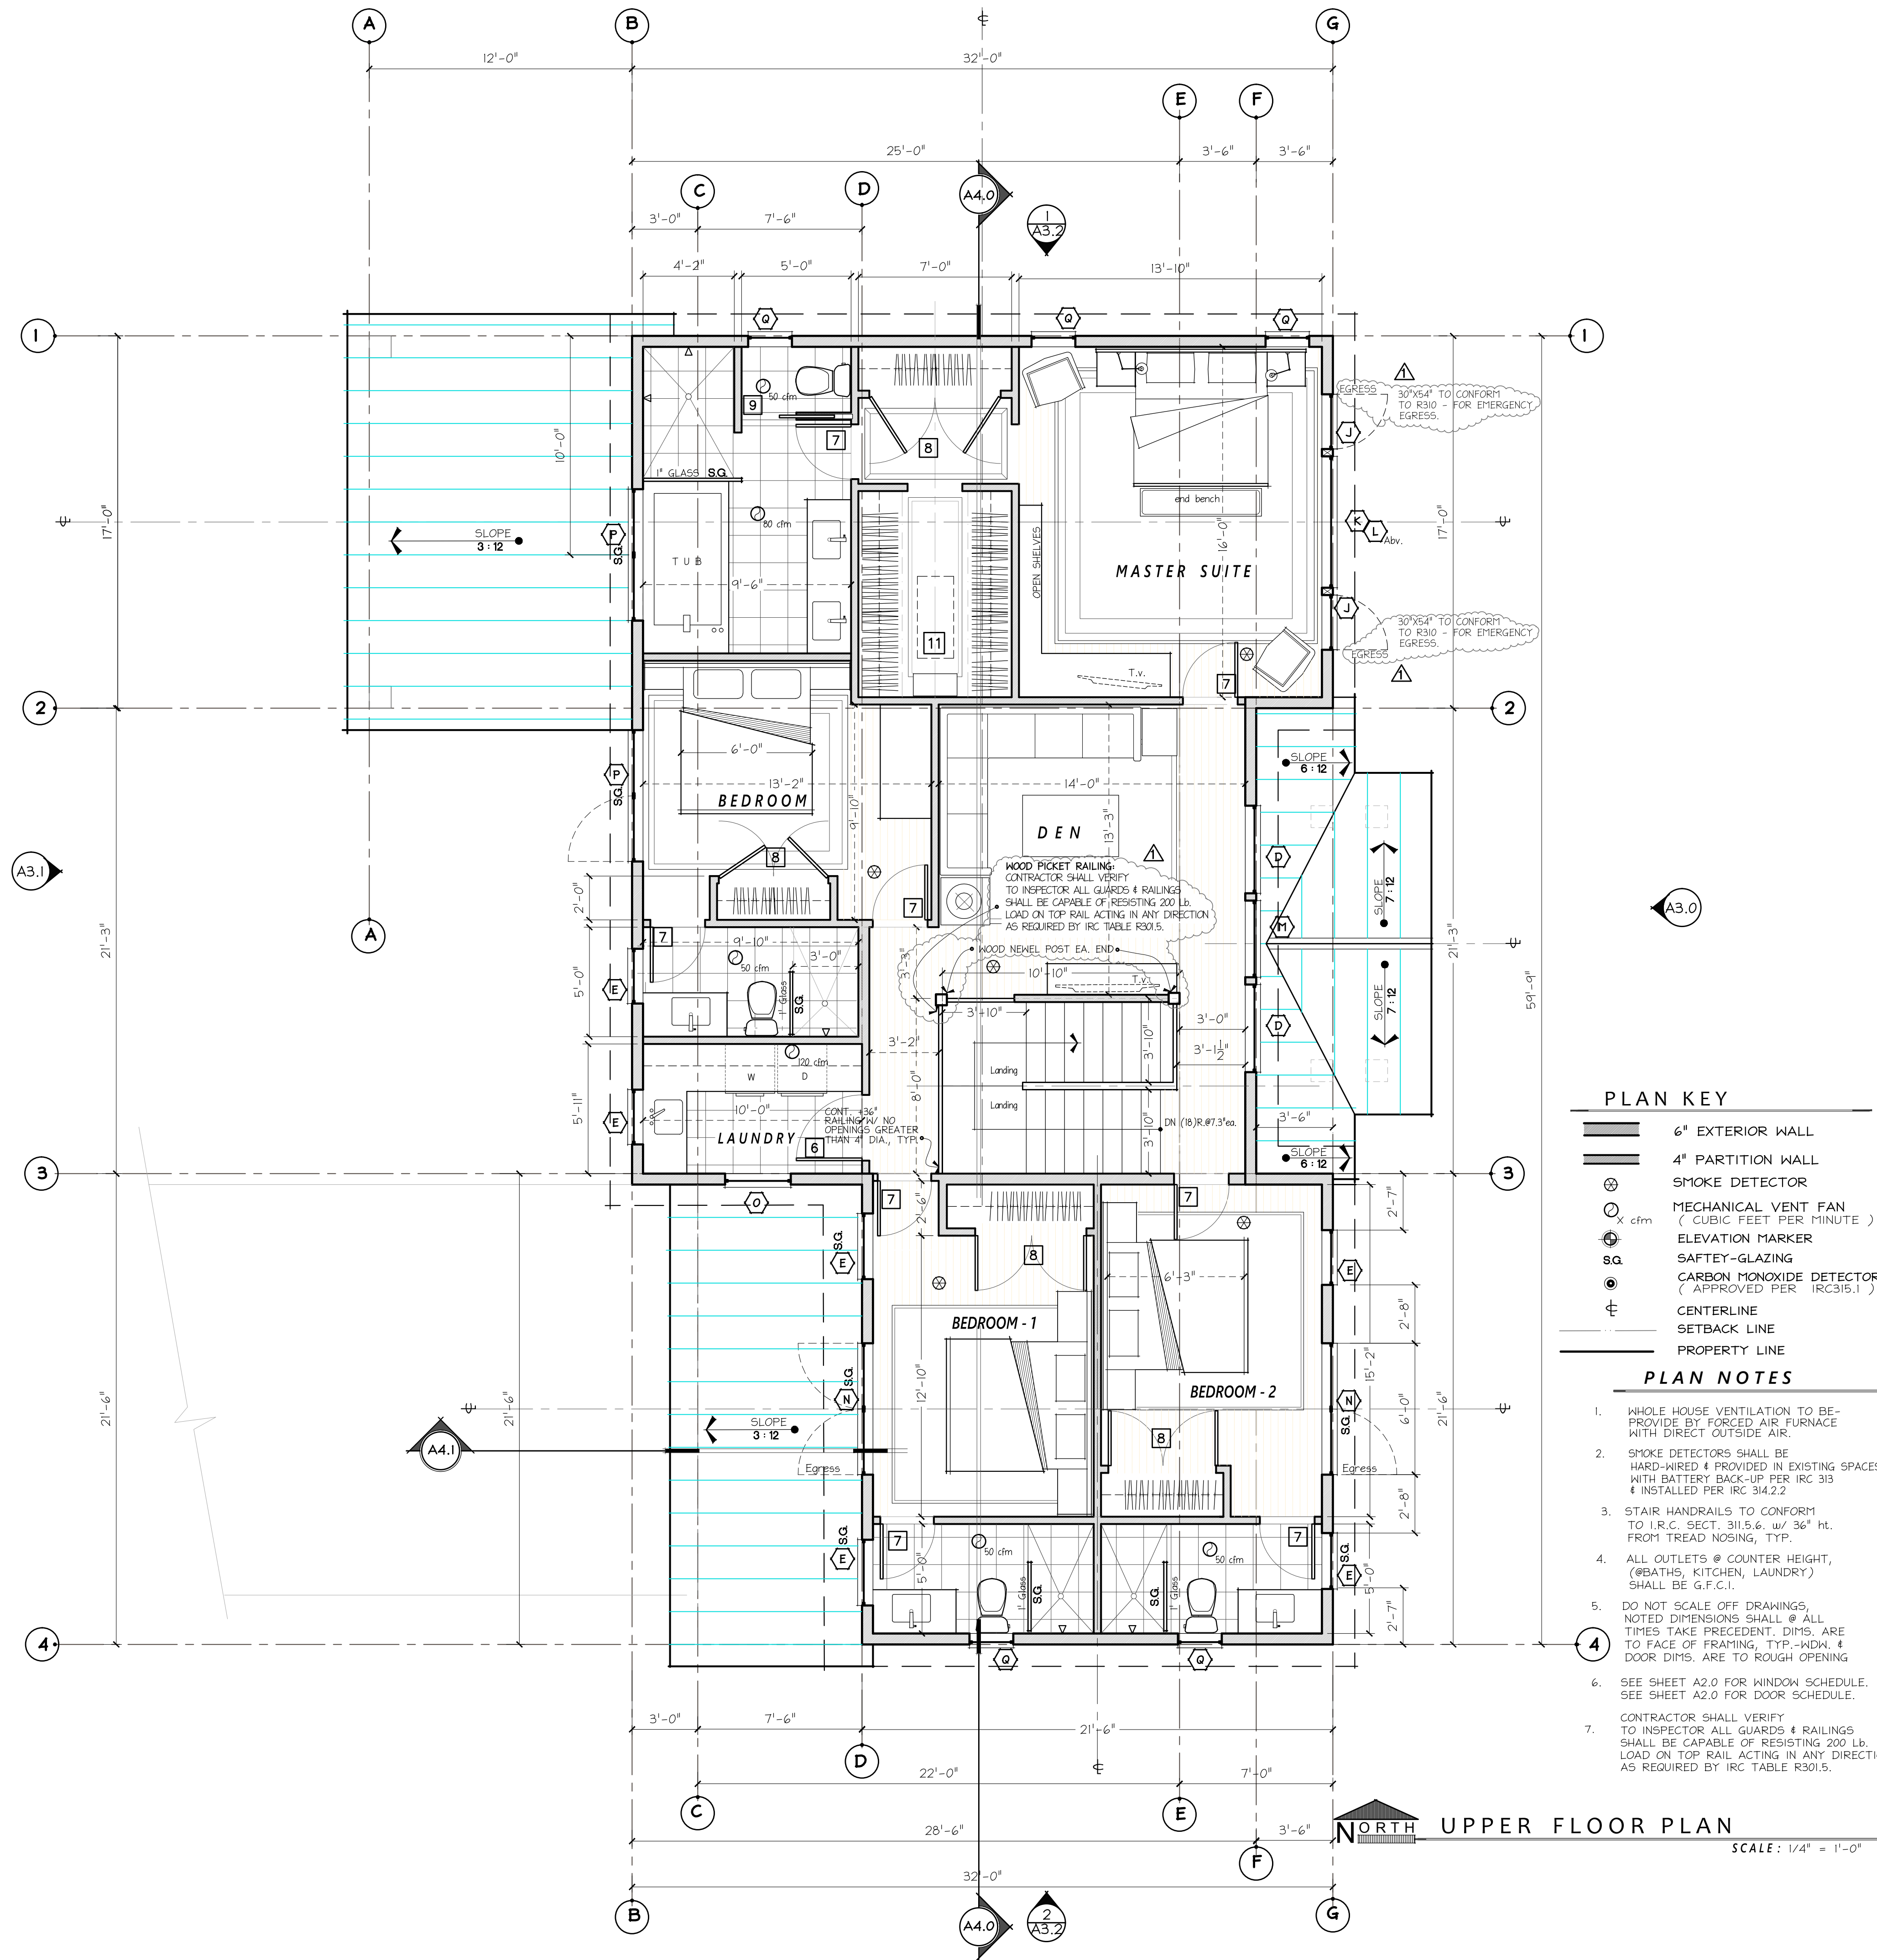 A
B
G
12'-0"
32'-0"
E
F
25'-0"
3'-6"
3'-6"
C
D
A4.0
1
A3.2
3'-0"
7'-6"
4'-2"
5'-0"
7'-0"
13'-10"
Q
Q
Q
1
1
50 cfm
9
7
8
EGRESS
1
30"X54" TO CONFORM
TO R310 - FOR EMERGENCY
EGRESS.
J
10'-0"
17'-0"
1" GLASS S.G.
80 cfm
end bench
16'-0"
OPEN SHELVES
K
L
Abv.
17'-0"
SLOPE
3 : 12
P
S.G.
TUB
9'-6"
MASTER SUITE
J
30"X54" TO CONFORM
TO R310 - FOR EMERGENCY
EGRESS.
EGRESS
1
11
T.v.
7
2
2
6'-0"
13'-2"
14'-0"
SLOPE
6 : 12
P
S.G.
BEDROOM
9'-10"
DEN
13'-3"
1
8
7
A3.1
WOOD PICKET RAILING:
CONTRACTOR SHALL VERIFY
TO INSPECTOR ALL GUARDS & RAILINGS
SHALL BE CAPABLE OF RESISTING 200 Lb.
LOAD ON TOP RAIL ACTING IN ANY DIRECTION
AS REQUIRED BY IRC TABLE R301.5.
D
M
D
SLOPE
7 : 12
SLOPE
7 : 12
A3.0
A
2'-0"
21'-3"
21'-3"
59'-9"
7
9'-10"
50 cfm
3'-0"
3'-3"
WOOD NEWEL POST EA. END
10'-10"
T.v.
5'-0"
E
1' Glass
S.G.
3'-10"
3'-0"
3'-1 1/2"
3'-2"
3'-10"
Landing
Landing
120 cfm
W
D
8'-0"
5'-11"
E
10'-0"
LAUNDRY
CONT. +36"
RAILING W/ NO
OPENINGS GREATER
THAN 4" DIA., TYP.
6
3'-10"
DN (18)R.@7.3"ea.
3'-6"
SLOPE
6 : 12
3
3
O
7
2'-6"
7
2'-7"
S.G.
E
8
6'-3"
E
BEDROOM - 1
2'-8"
21'-6"
21'-6"
12'-10"
15'-2"
S.G.
N
BEDROOM - 2
N
S.G.
6'-0"
21'-6"
SLOPE
3 : 12
A4.1
8
Egress
Egress
2'-8"
S.G.
E
7
50 cfm
5'-0"
1' Glass
S.G.
S.G.
1' Glass
50 cfm
7
S.G.
E
5'-0"
2'-7"
4
4
Q
Q
3'-0"
7'-6"
21'-6"
D
22'-0"
7'-0"
C
E
28'-6"
3'-6"
F
32'-0"
B
A4.0
2
A3.2
G
PLAN KEY
6" EXTERIOR WALL
4" PARTITION WALL
SMOKE DETECTOR
X cfm
MECHANICAL VENT FAN
( CUBIC FEET PER MINUTE )
ELEVATION MARKER
S.G.
SAFTEY-GLAZING
CARBON MONOXIDE DETECTOR
( APPROVED PER IRC315.1 )
CENTERLINE
SETBACK LINE
PROPERTY LINE
PLAN NOTES
1. WHOLE HOUSE VENTILATION TO BE-
PROVIDE BY FORCED AIR FURNACE
WITH DIRECT OUTSIDE AIR.
2. SMOKE DETECTORS SHALL BE
HARD-WIRED & PROVIDED IN EXISTING SPACES
WITH BATTERY BACK-UP PER IRC 313
& INSTALLED PER IRC 314.2.2
3. STAIR HANDRAILS TO CONFORM
TO I.R.C. SECT. 311.5.6. w/ 36" ht.
FROM TREAD NOSING, TYP.
4. ALL OUTLETS @ COUNTER HEIGHT,
(@BATHS, KITCHEN, LAUNDRY)
SHALL BE G.F.C.I.
5. DO NOT SCALE OFF DRAWINGS,
NOTED DIMENSIONS SHALL @ ALL
TIMES TAKE PRECEDENT. DIMS. ARE
TO FACE OF FRAMING, TYP.-WDW. &
DOOR DIMS. ARE TO ROUGH OPENING
6. SEE SHEET A2.0 FOR WINDOW SCHEDULE.
SEE SHEET A2.0 FOR DOOR SCHEDULE.
CONTRACTOR SHALL VERIFY
7. TO INSPECTOR ALL GUARDS & RAILINGS
SHALL BE CAPABLE OF RESISTING 200 Lb.
LOAD ON TOP RAIL ACTING IN ANY DIRECTI
AS REQUIRED BY IRC TABLE R301.5.
NORTH
UPPER FLOOR PLAN
SCALE: 1/4" = 1'-0"